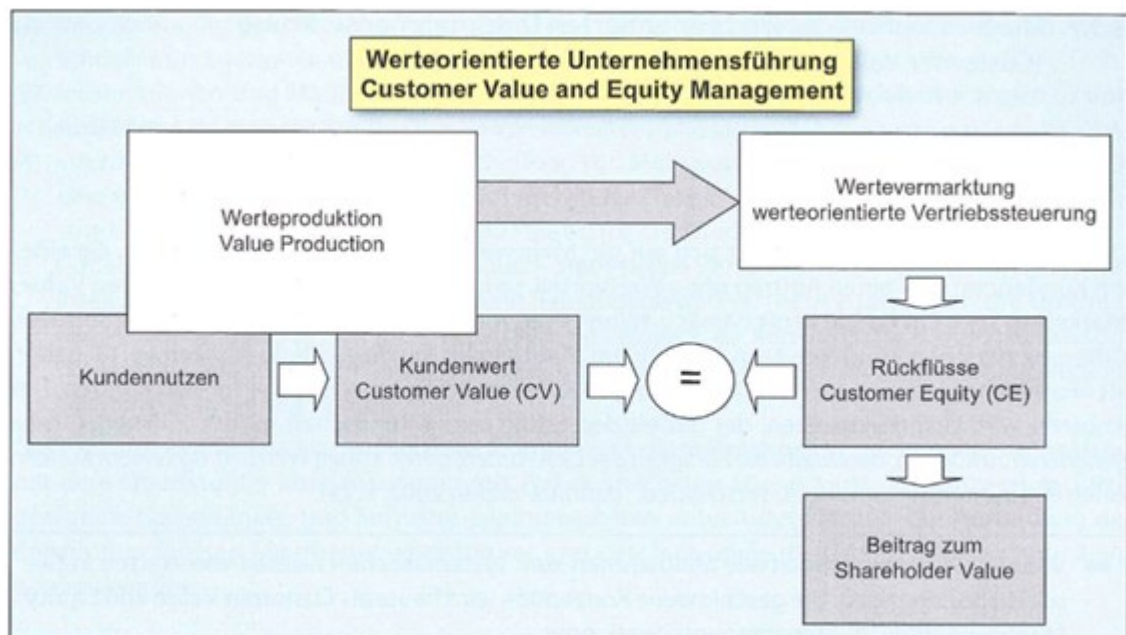 Werteorientierte Unternehmensführung
Customer Value and Equity Management
Werteproduktion
Value Production
Wertevermarktung
werteorientierte Vertriebssteuerung
Kundennutzen
Kundenwert
Customer Value (CV)
=
Rückflüsse
Customer Equity (CE)
Beitrag zum
Shareholder Value